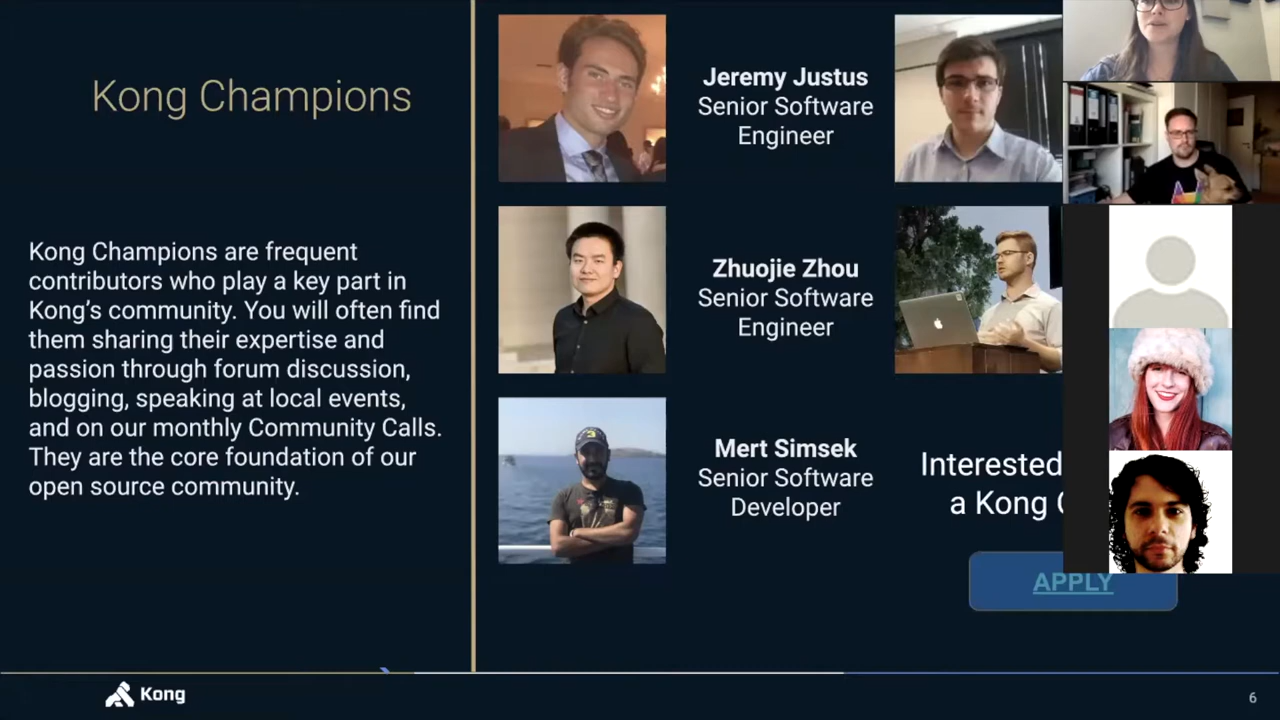 Kong Champions
Kong Champions are frequent
contributors who play a key part in
Kong’s community. You will often find
them sharing their expertise and
passion through forum discussion,
blogging, speaking at local events,
and on our monthly Community Calls.
They are the core foundation of our
open source community.
Jeremy Justus
Senior Software
Engineer
Zhuojie Zhou
Senior Software
Engineer
Mert Simsek
Senior Software
Developer
Interested
a Kong
APPLY
Kong
6